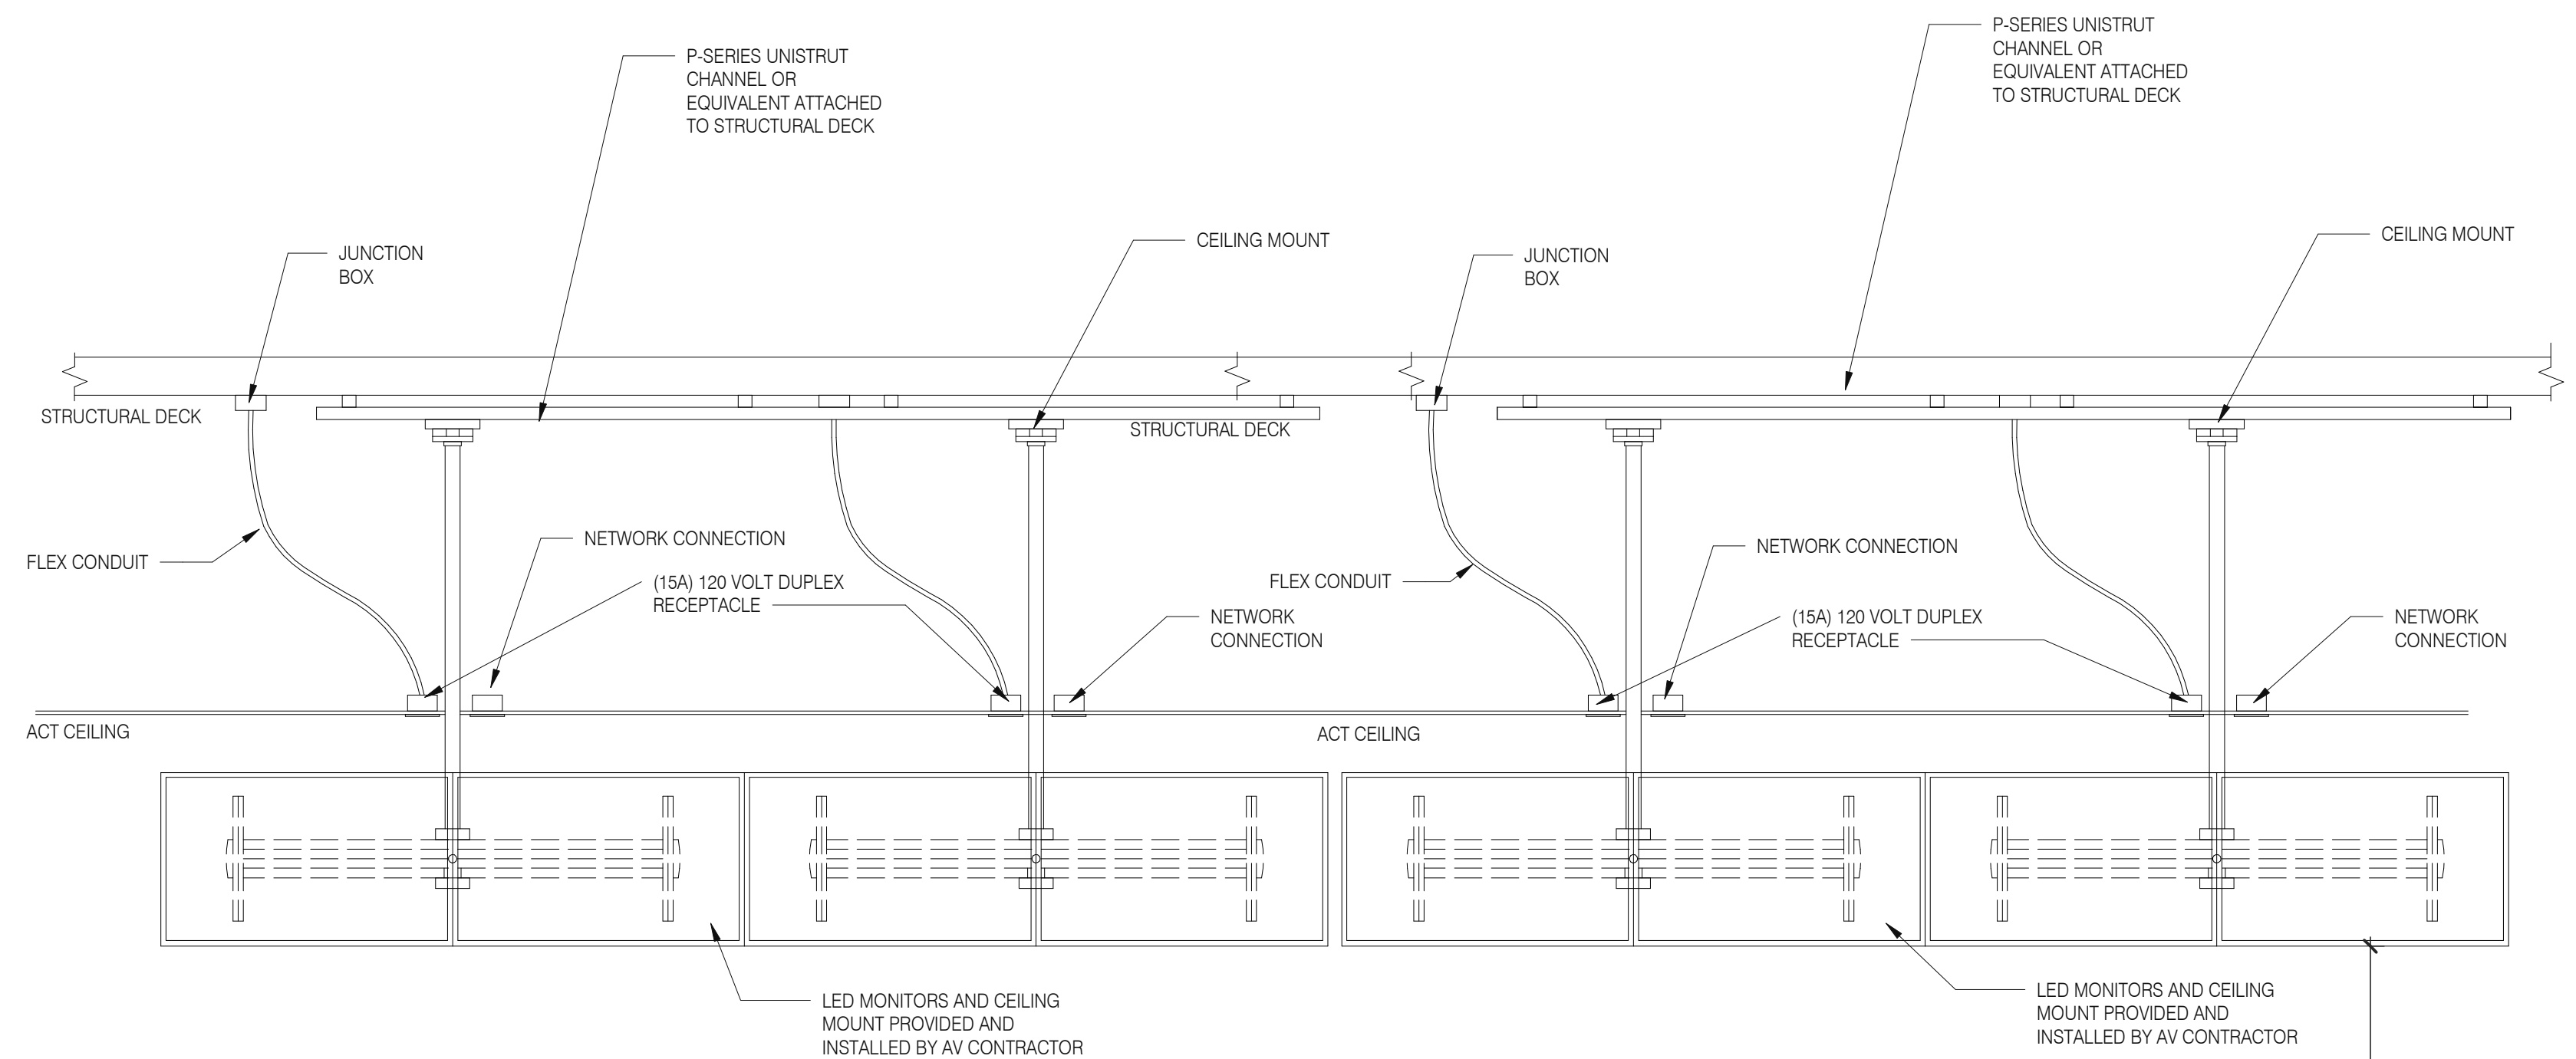 P-SERIES UNISTRUT
CHANNEL OR
EQUIVALENT ATTACHED
TO STRUCTURAL DECK
P-SERIES UNISTRUT
CHANNEL OR
EQUIVALENT ATTACHED
TO STRUCTURAL DECK
JUNCTION
BOX
CEILING MOUNT
JUNCTION
BOX
CEILING MOUNT
STRUCTURAL DECK
STRUCTURAL DECK
FLEX CONDUIT
NETWORK CONNECTION
(15A) 120 VOLT DUPLEX
RECEPTACLE
NETWORK
CONNECTION
FLEX CONDUIT
NETWORK CONNECTION
(15A) 120 VOLT DUPLEX
RECEPTACLE
NETWORK
CONNECTION
ACT CEILING
ACT CEILING
LED MONITORS AND CEILING
MOUNT PROVIDED AND
INSTALLED BY AV CONTRACTOR
LED MONITORS AND CEILING
MOUNT PROVIDED AND
INSTALLED BY AV CONTRACTOR